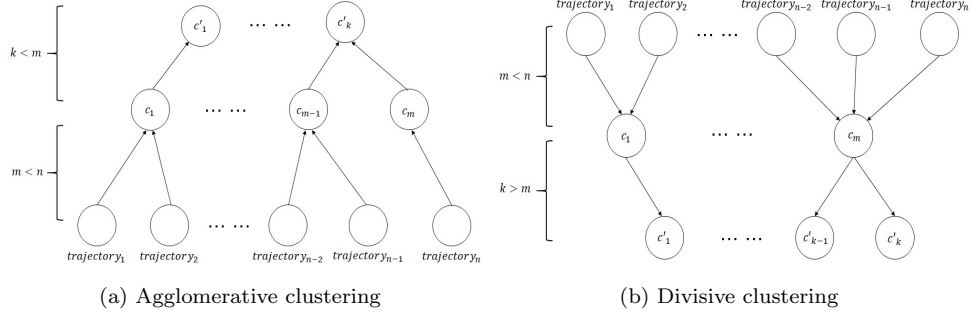 c'₁ ... ... c'ₖ
k < m
c₁ ... ... cₘ₋₁ cₘ
m < n
... ...
trajectory₁ trajectory₂ trajectoryₙ₋₂ trajectoryₙ₋₁ trajectoryₙ
(a) Agglomerative clustering
trajectory₁ trajectory₂ trajectoryₙ₋₂ trajectoryₙ₋₁ trajectoryₙ
... ...
m < n
c₁ ... ... cₘ
k > m
c'₁ ... ... c'ₖ₋₁ c'ₖ
(b) Divisive clustering